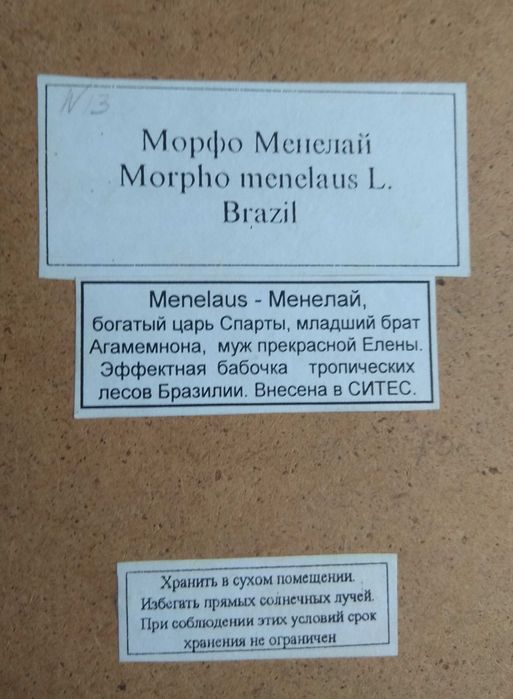 N 13
Морфо Менелай
Morpho menelaus L.
Brazil
Menelaus - Менелай,
богатый царь Спарты, младший брат
Агамемнона, муж прекрасной Елены.
Эффектная бабочка тропических
лесов Бразилии. Внесена в СИТЕС.
Хранить в сухом помещении.
Избегать прямых солнечных лучей.
При соблюдении этих условий срок
хранения не ограничен